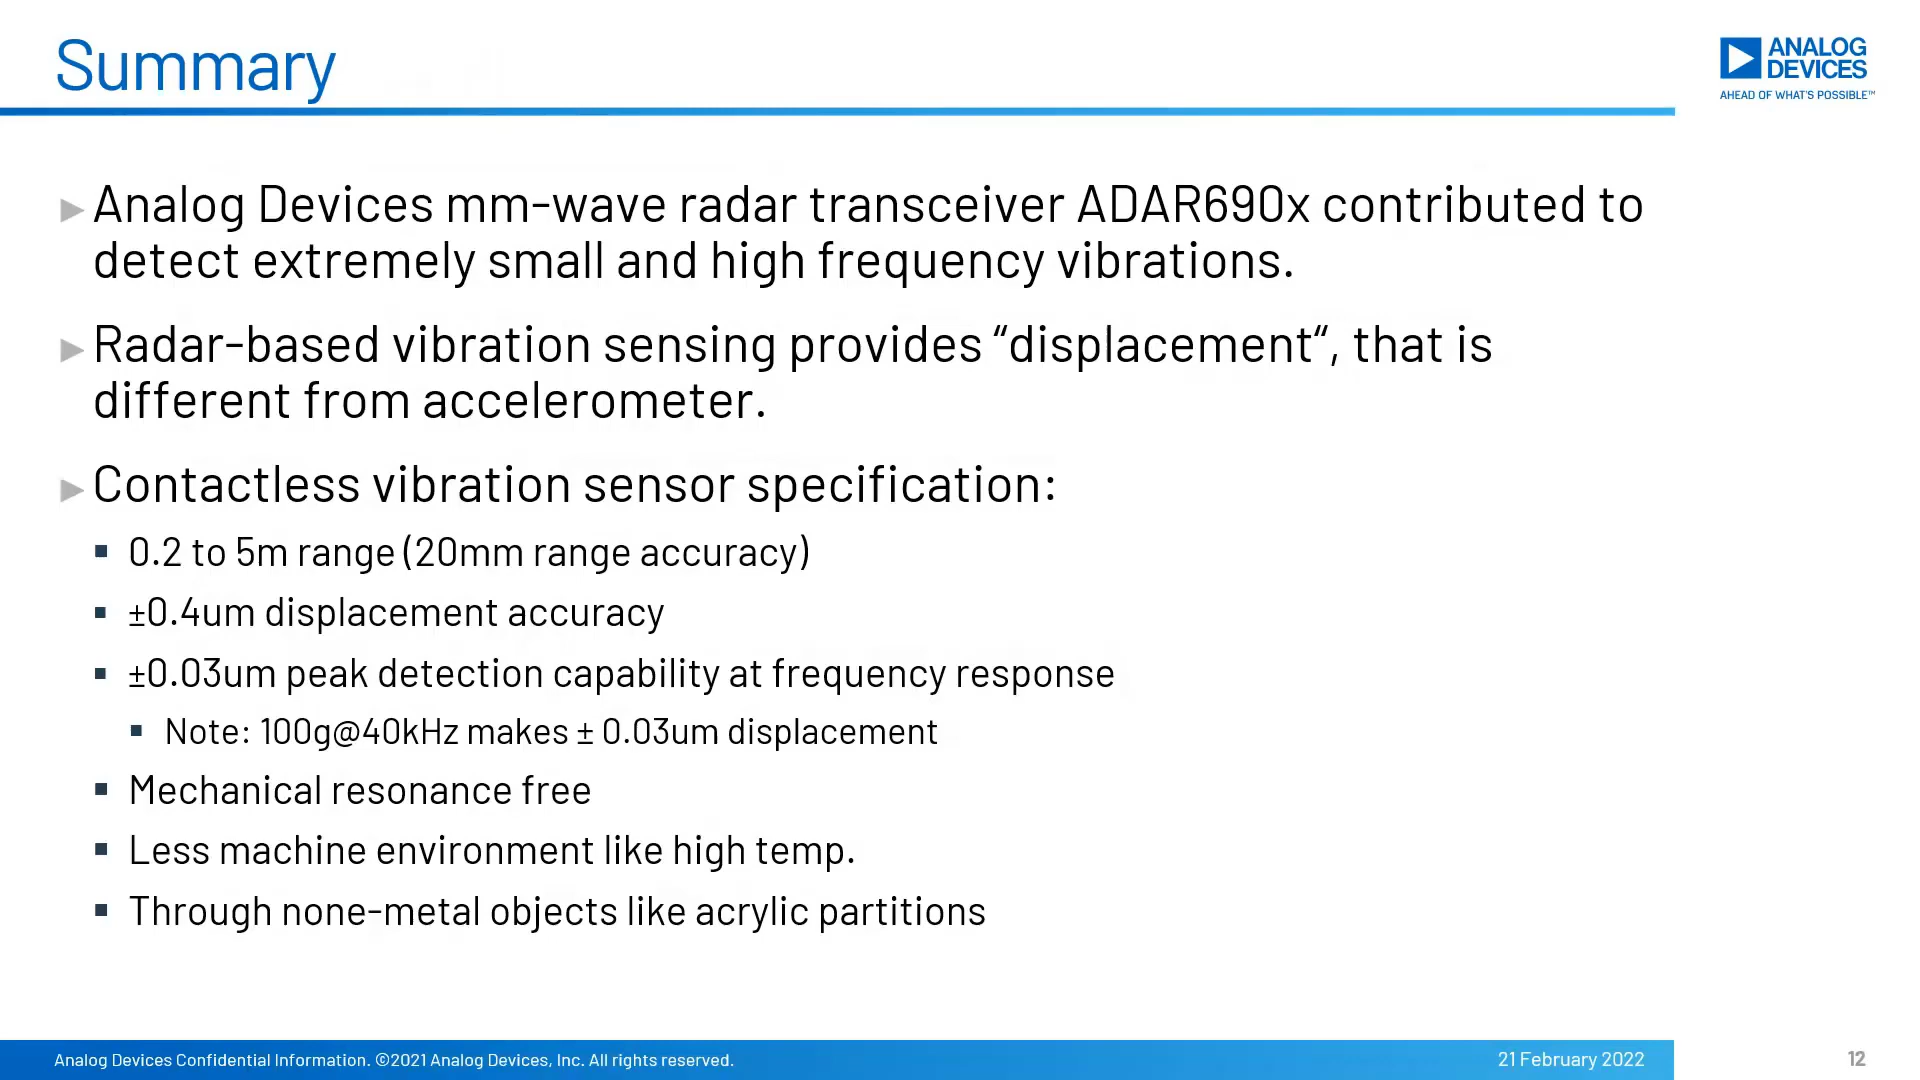 Summary
ANALOG
DEVICES
AHEAD OF WHAT'S POSSIBLE™
Analog Devices mm-wave radar transceiver ADAR690x contributed to
detect extremely small and high frequency vibrations.
Radar-based vibration sensing provides “displacement“, that is
different from accelerometer.
Contactless vibration sensor specification:
0.2 to 5m range (20mm range accuracy)
±0.4um displacement accuracy
±0.03um peak detection capability at frequency response
Note: 100g@40kHz makes ± 0.03um displacement
Mechanical resonance free
Less machine environment like high temp.
Through none-metal objects like acrylic partitions
Analog Devices Confidential Information. ©2021 Analog Devices, Inc. All rights reserved.
21 February 2022
12